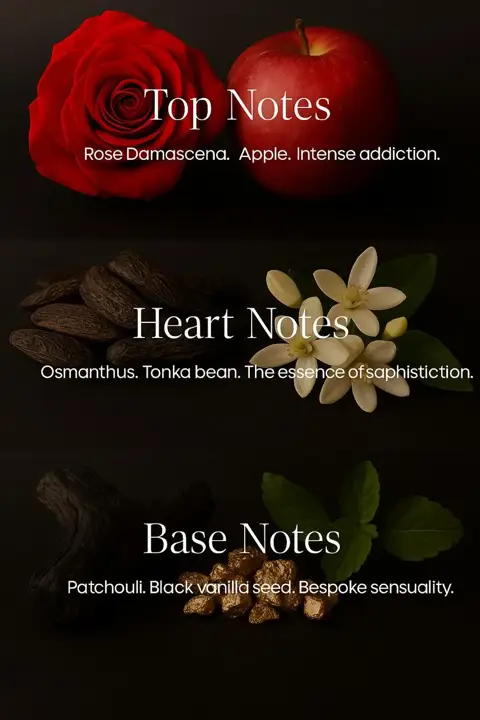 Top Notes
Rose Damascena. Apple. Intense addiction.
Heart Notes
Osmanthus. Tonka bean. The essence of saphistiction.
Base Notes
Patchouli. Black vanilla seed. Bespoke sensuality.